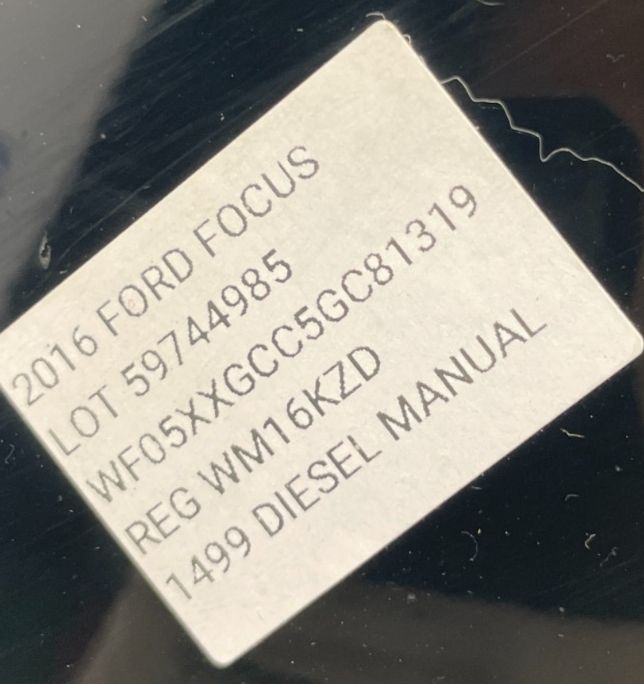 2016 FORD FOCUS
LOT 59744985
WF05XXGCC5GC81319
REG WM16KZD
1499 DIESEL MANUAL